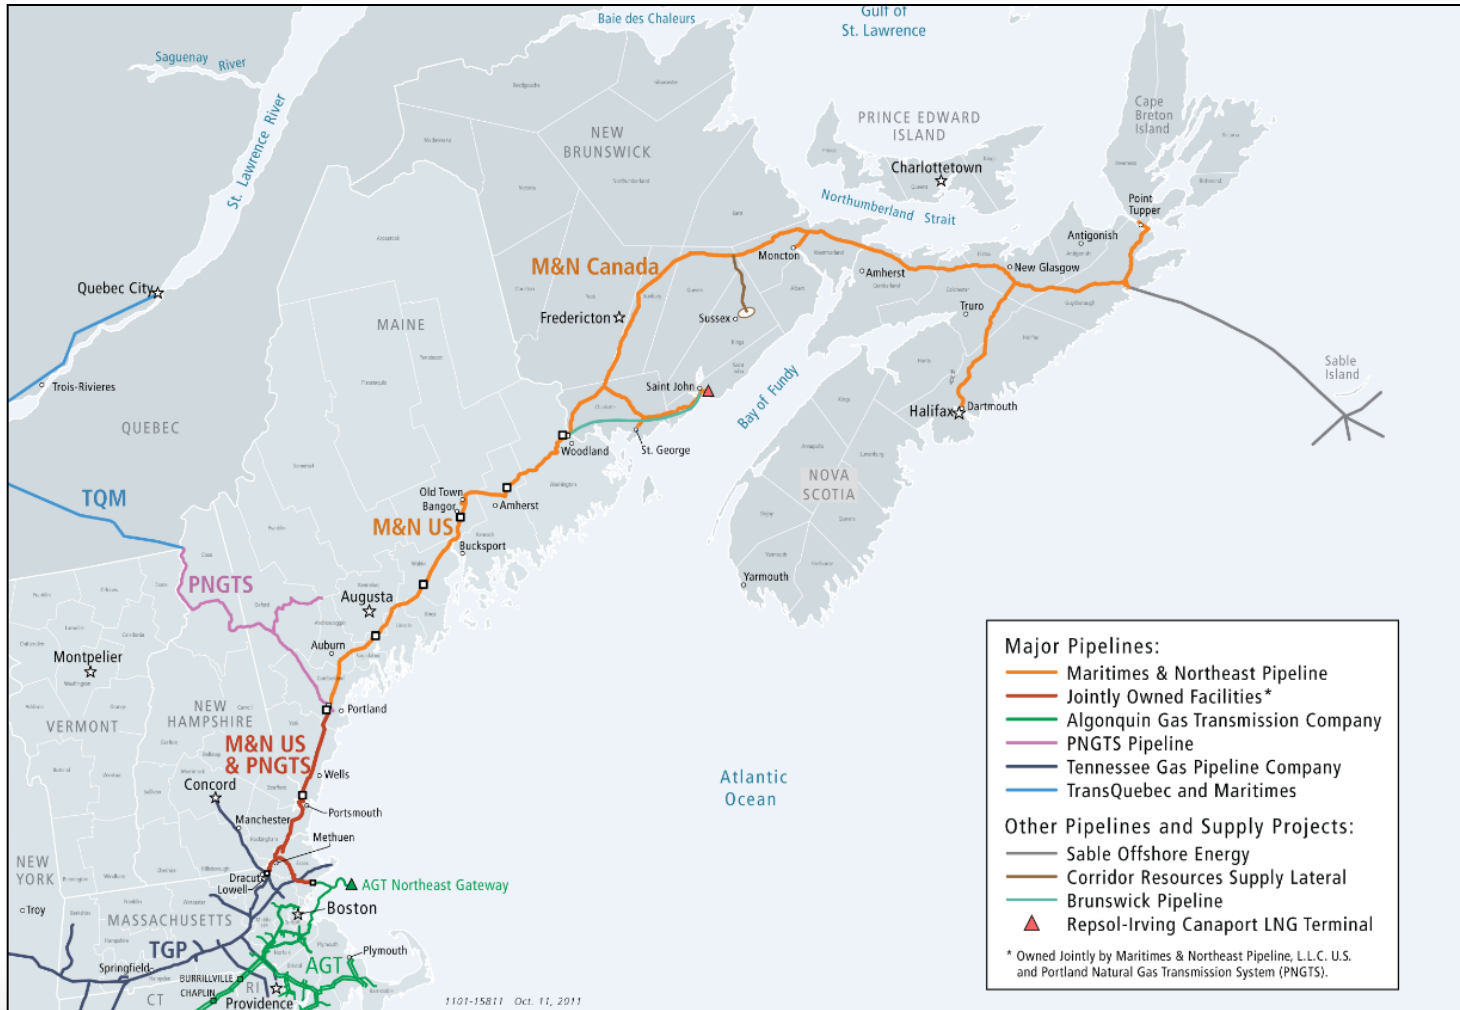 Baie des Chaleurs
Gulf of
St. Lawrence
Saguenay River
St. Lawrence River
NEW
BRUNSWICK
PRINCE EDWARD
ISLAND
Charlottetown
Cape
Breton
Island
Northumberland Strait
Point
Tupper
Antigonish
M&N Canada
Moncton
Amherst
New Glasgow
Quebec City
Fredericton
Sussex
Truro
MAINE
Trois-Rivieres
Saint John
Bay of Fundy
Sable
Island
Halifax
Dartmouth
QUEBEC
Woodland
St. George
NOVA
SCOTIA
TQM
Old Town
Bangor
Amherst
M&N US
Bucksport
PNGTS
Augusta
Yarmouth
Auburn
Montpelier
Portland
NEW
HAMPSHIRE
VERMONT
M&N US
& PNGTS
Wells
Concord
Portsmouth
Manchester
Methuen
Atlantic
Ocean
NEW
YORK
Dracut
Lowell
AGT Northeast Gateway
Troy
MASSACHUSETTS
Boston
TGP
Plymouth
Springfield
AGT
BURRILLVILLE
CHAPLIN
RI
CT
Providence
1101-15811 Oct. 11, 2011
Major Pipelines:
Maritimes & Northeast Pipeline
Jointly Owned Facilities*
Algonquin Gas Transmission Company
PNGTS Pipeline
Tennessee Gas Pipeline Company
TransQuebec and Maritimes
Other Pipelines and Supply Projects:
Sable Offshore Energy
Corridor Resources Supply Lateral
Brunswick Pipeline
Repsol-Irving Canaport LNG Terminal
* Owned Jointly by Maritimes & Northeast Pipeline, L.L.C. U.S.
and Portland Natural Gas Transmission System (PNGTS).